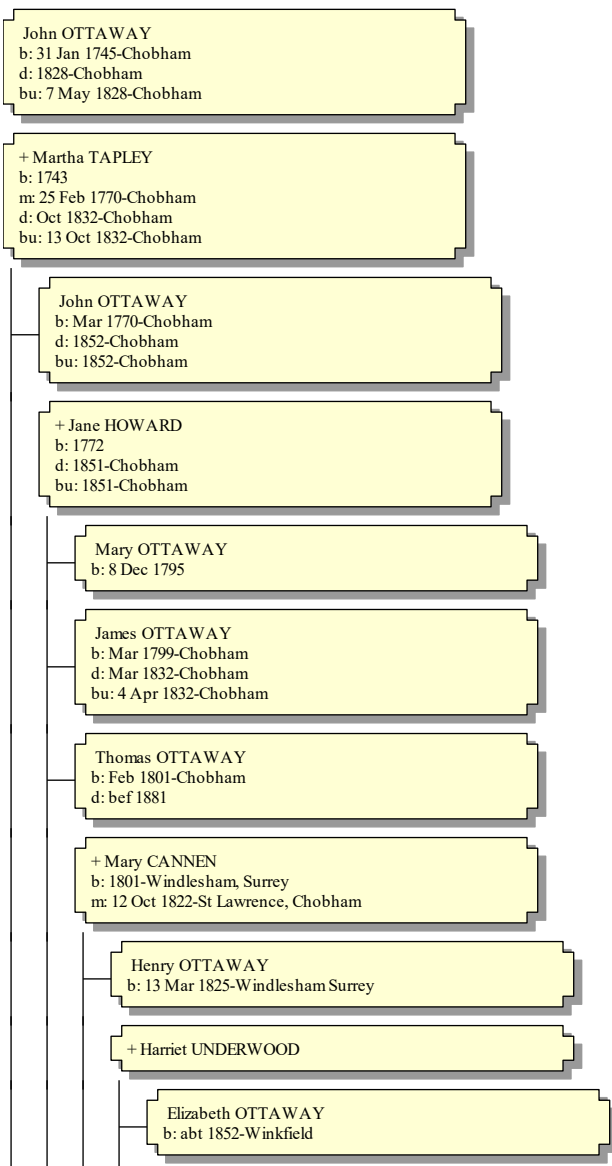 John OTTAWAY
b: 31 Jan 1745-Chobham
d: 1828-Chobham
bu: 7 May 1828-Chobham
+ Martha TAPLEY
b: 1743
m: 25 Feb 1770-Chobham
d: Oct 1832-Chobham
bu: 13 Oct 1832-Chobham
John OTTAWAY
b: Mar 1770-Chobham
d: 1852-Chobham
bu: 1852-Chobham
+ Jane HOWARD
b: 1772
d: 1851-Chobham
bu: 1851-Chobham
Mary OTTAWAY
b: 8 Dec 1795
James OTTAWAY
b: Mar 1799-Chobham
d: Mar 1832-Chobham
bu: 4 Apr 1832-Chobham
Thomas OTTAWAY
b: Feb 1801-Chobham
d: bef 1881
+ Mary CANNEN
b: 1801-Windlesham, Surrey
m: 12 Oct 1822-St Lawrence, Chobham
Henry OTTAWAY
b: 13 Mar 1825-Windlesham Surrey
+ Harriet UNDERWOOD
Elizabeth OTTAWAY
b: abt 1852-Winkfield